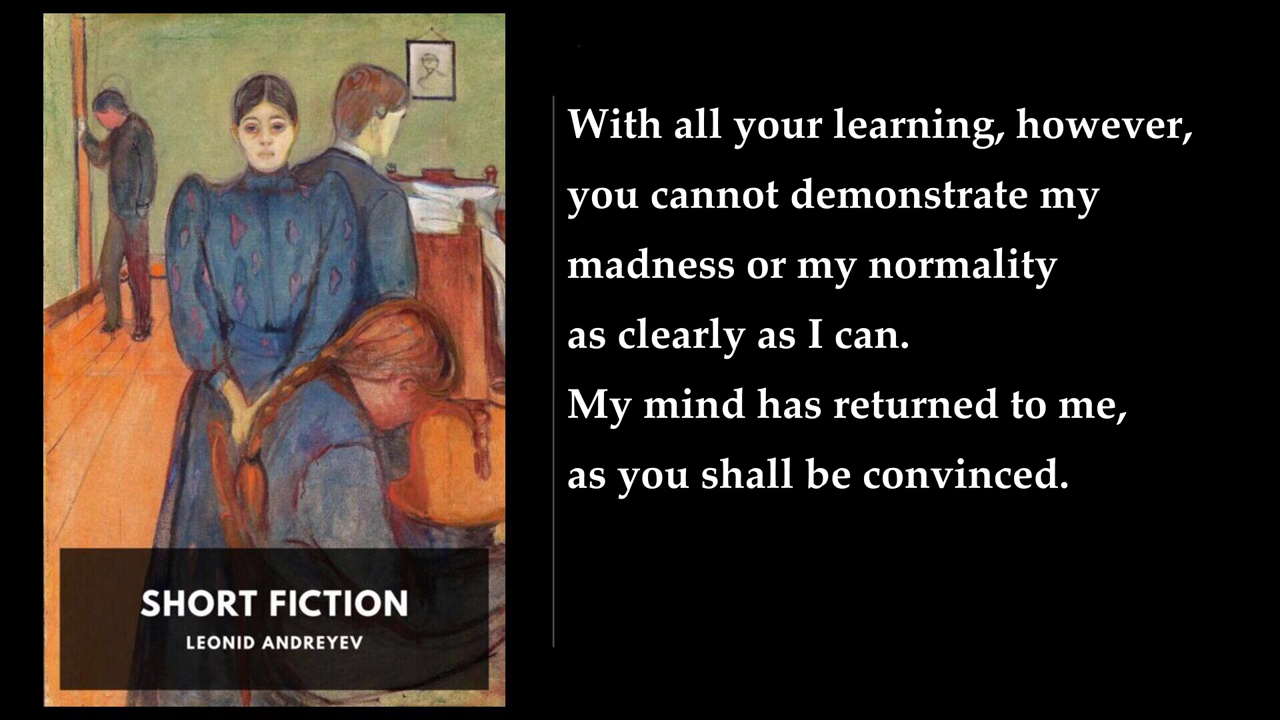 SHORT FICTION
LEONID ANDREYEV
With all your learning, however,
you cannot demonstrate my
madness or my normality
as clearly as I can.
My mind has returned to me,
as you shall be convinced.